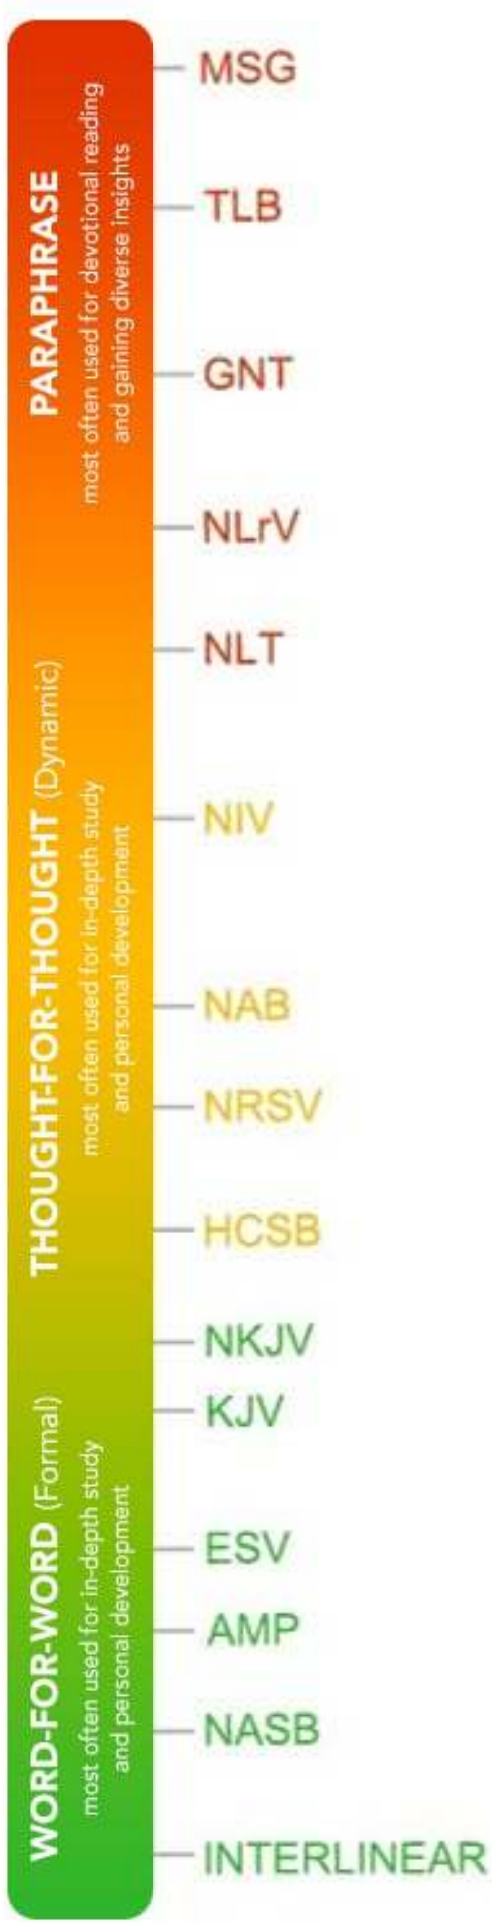 PARAPHRASE
most often used for devotional reading
and gaining diverse insights
THOUGHT-FOR-THOUGHT (Dynamic)
most often used for in-depth study
and personal development
WORD-FOR-WORD (Formal)
most often used for in-depth study
and personal development
MSG
TLB
GNT
NLrV
NLT
NIV
NAB
NRSV
HCSB
NKJV
KJV
ESV
AMP
NASB
INTERLINEAR